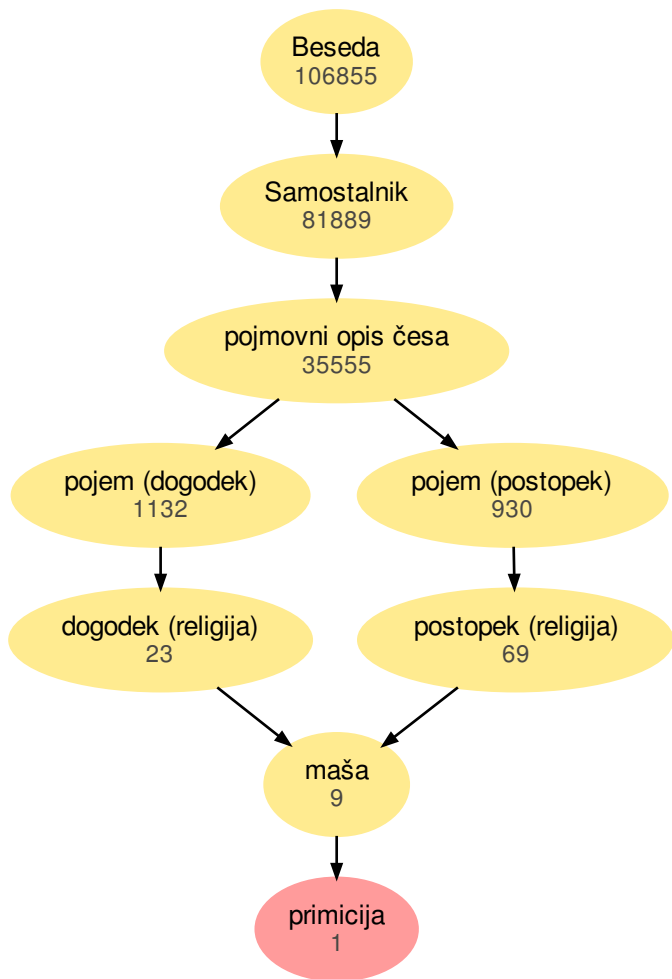 Beseda
106855
Samostalnik
81889
pojmovni opis česa
35555
pojem (dogodek)
1132
pojem (postopek)
930
dogodek (religija)
23
postopek (religija)
69
maša
9
primicija
1